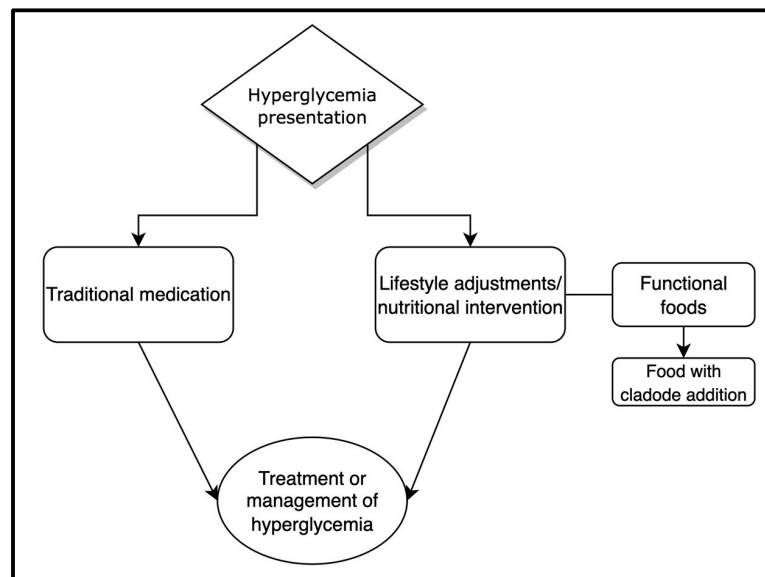 Hyperglycemia
presentation
Traditional medication
Lifestyle adjustments/
nutritional intervention
Functional
foods
Food with
cladode addition
Treatment or
management of
hyperglycemia